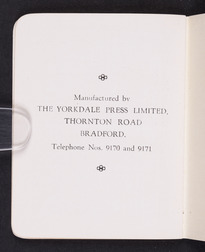 Manufactured by
THE YORKDALE PRESS LIMITED,
THORNTON ROAD
BRADFORD.
Telephone Nos. 9170 and 9171